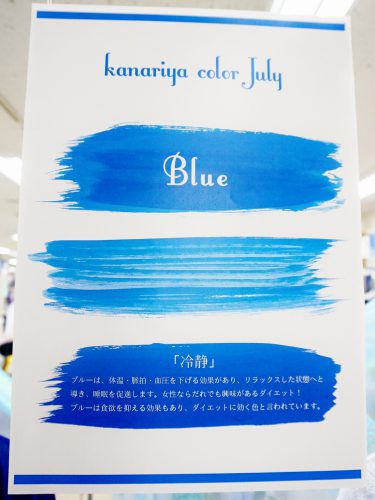 kanariya color July
Blue
「冷静」
ブルーは、体温・脈拍・血圧を下げる効果があり、リラックスした状態へと
導き、睡眠を促進します。女性ならだれでも興味があるダイエット！
ブルーは食欲を抑える効果もあり、ダイエットに効く色と言われています。